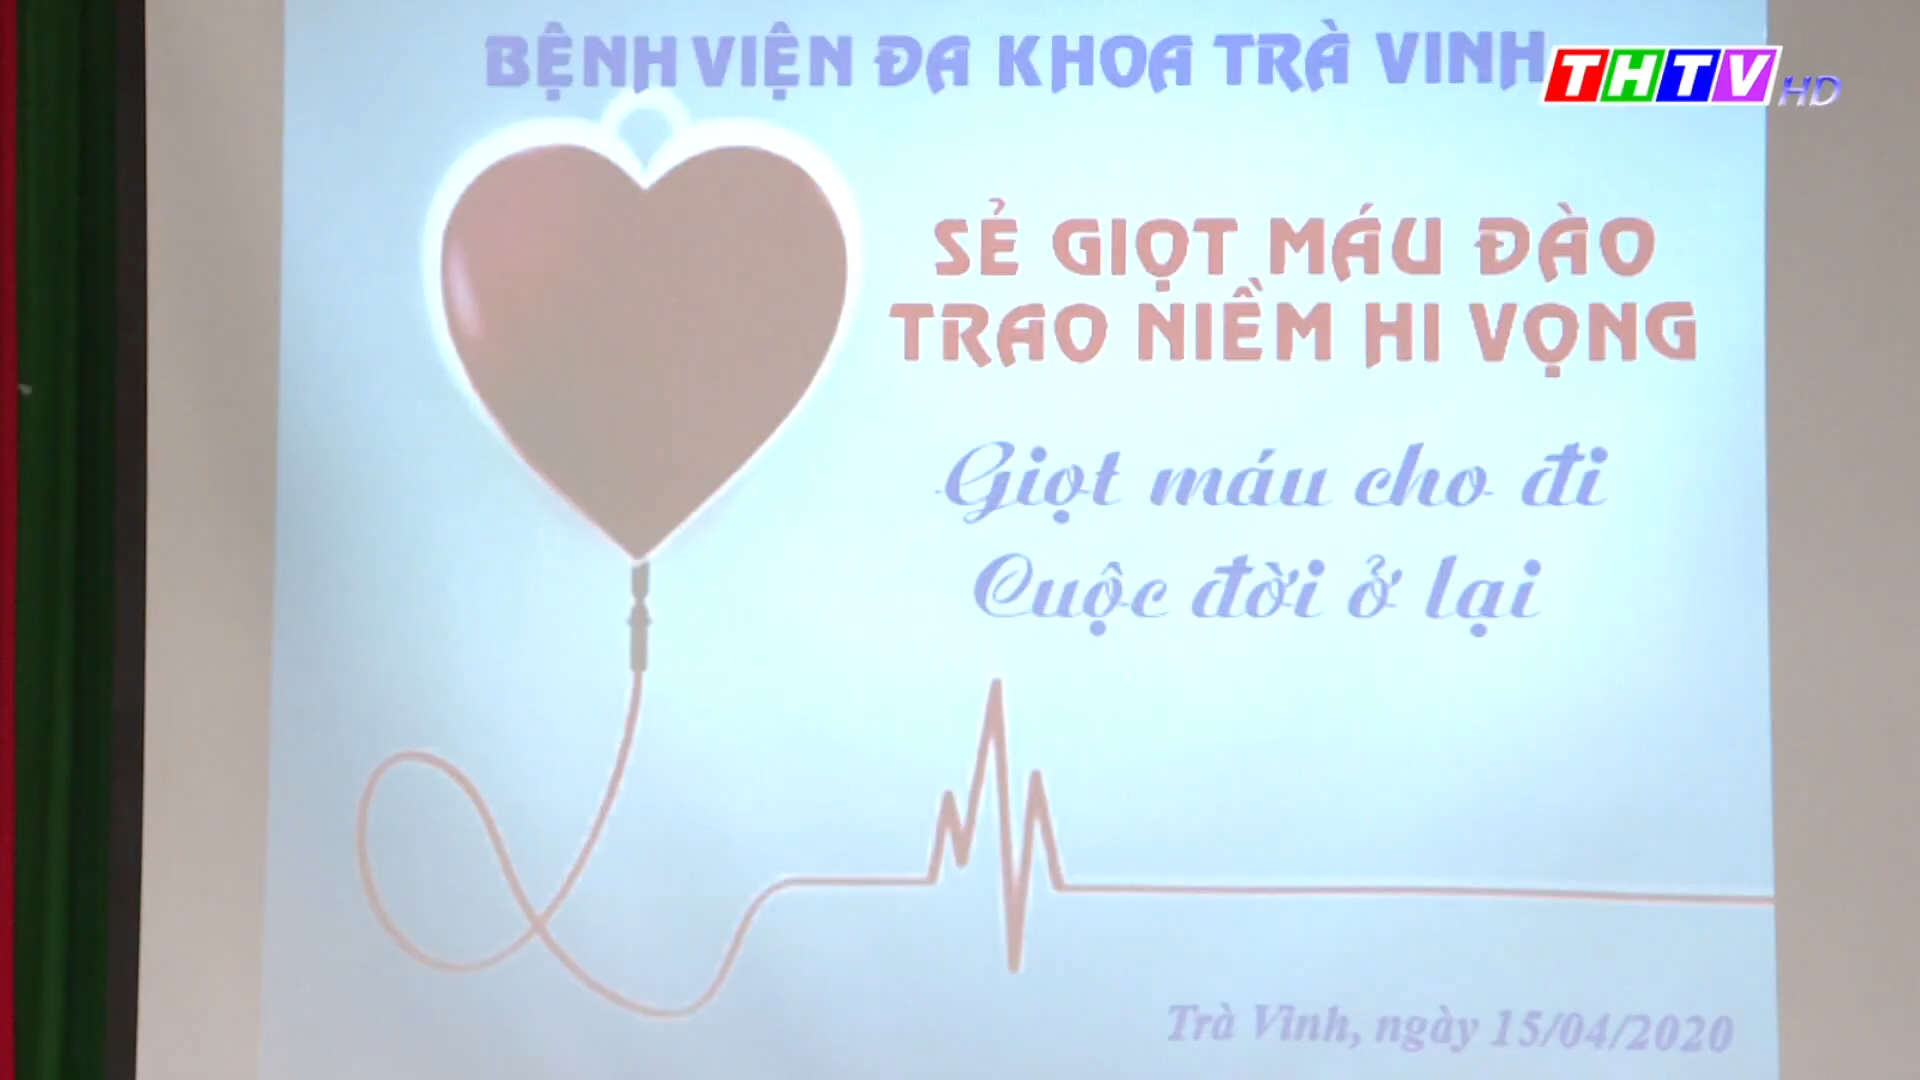 BỆNH VIỆN ĐA KHOA TRÀ VINH
THTV HD
SẺ GIỌT MÁU ĐÀO
TRAO NIỀM HI VỌNG
Giọt máu cho đi
Cuộc đời ở lại
Trà Vinh, ngày 15/04/2020